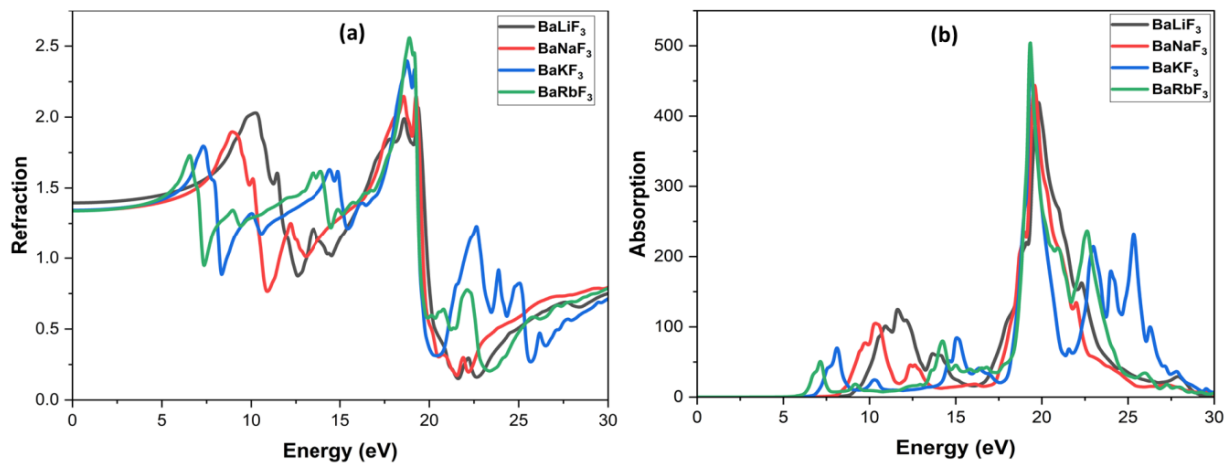 (a)
BaLiF₃
BaNaF₃
BaKF₃
BaRbF₃
2.5
2.0
1.5
1.0
0.5
0.0
Refraction
0 5 10 15 20 25 30
Energy (eV)
(b)
BaLiF₃
BaNaF₃
BaKF₃
BaRbF₃
500
400
300
200
100
0
Absorption
0 5 10 15 20 25 30
Energy (eV)